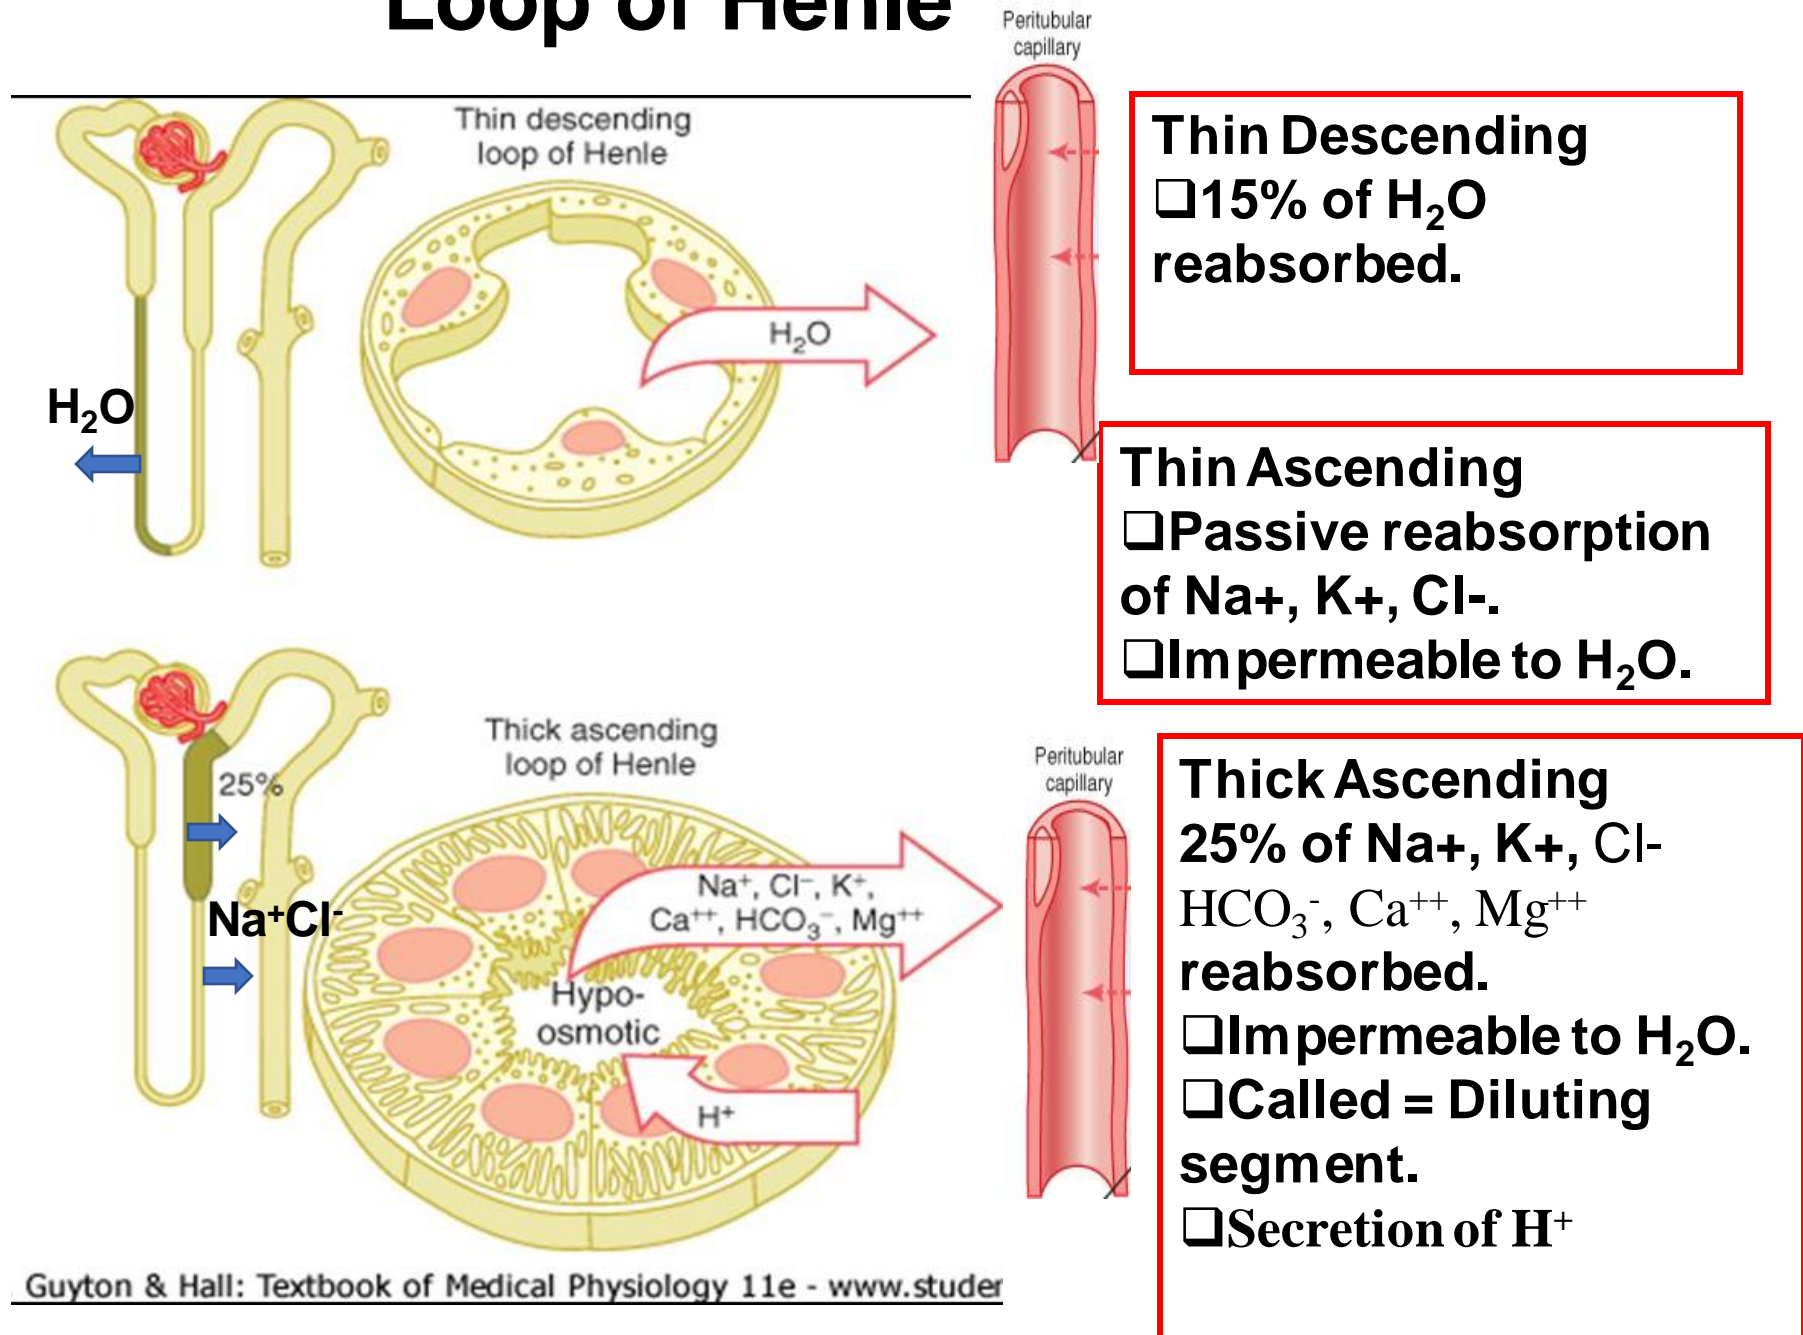 Loop of Henle
Peritubular
capillary
Thin descending
loop of Henle
H₂O
H₂O
Thin Descending
❑15% of H₂O
reabsorbed.
Thin Ascending
❑Passive reabsorption
of Na+, K+, Cl-.
❑Impermeable to H₂O.
25%
Na⁺Cl⁻
Thick ascending
loop of Henle
Na⁺, Cl⁻, K⁺,
Ca⁺⁺, HCO₃⁻, Mg⁺⁺
Hypo-
osmotic
H⁺
Peritubular
capillary
Thick Ascending
25% of Na+, K+, Cl-
HCO₃⁻, Ca⁺⁺, Mg⁺⁺
reabsorbed.
❑Impermeable to H₂O.
❑Called = Diluting
segment.
❑Secretion of H⁺
Guyton & Hall: Textbook of Medical Physiology 11e - www.studen